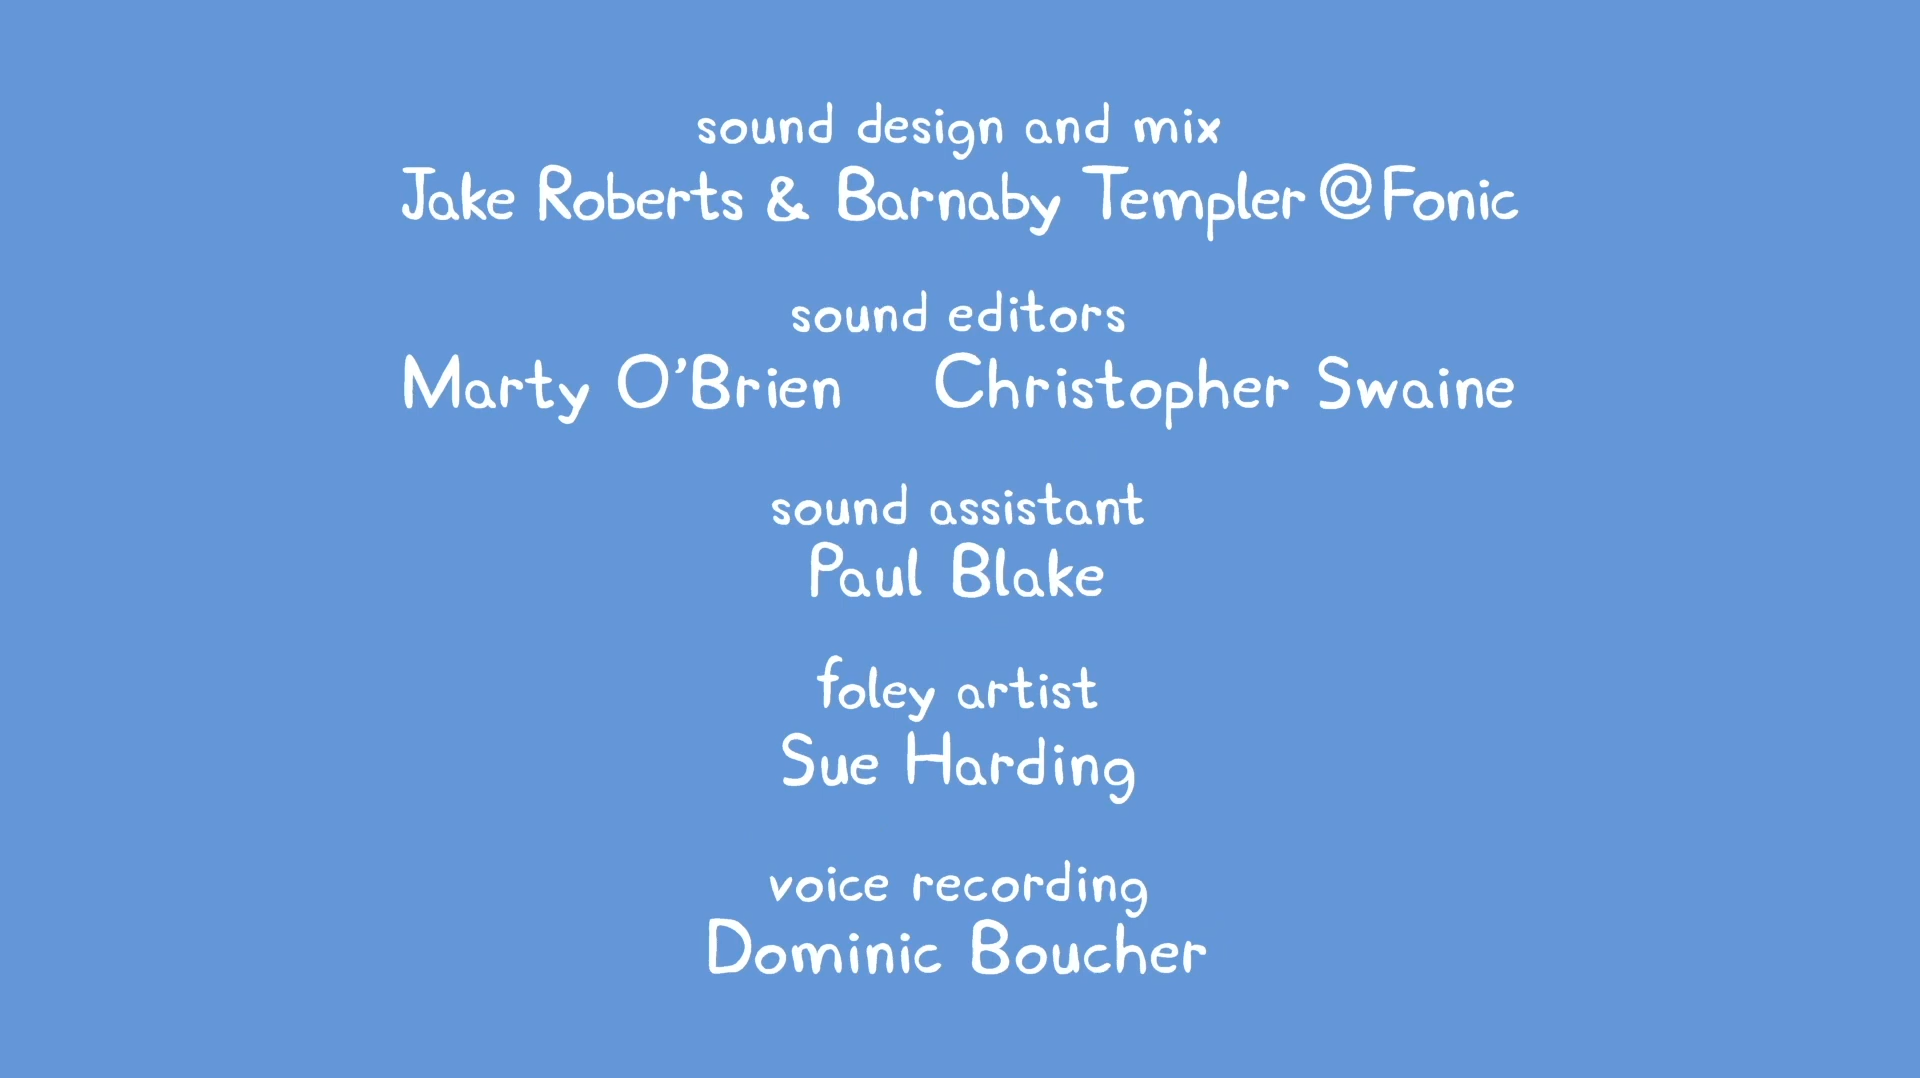 sound design and mix
Jake Roberts & Barnaby Templer @Fonic
sound editors
Marty O'Brien Christopher Swaine
sound assistant
Paul Blake
foley artist
Sue Harding
voice recording
Dominic Boucher